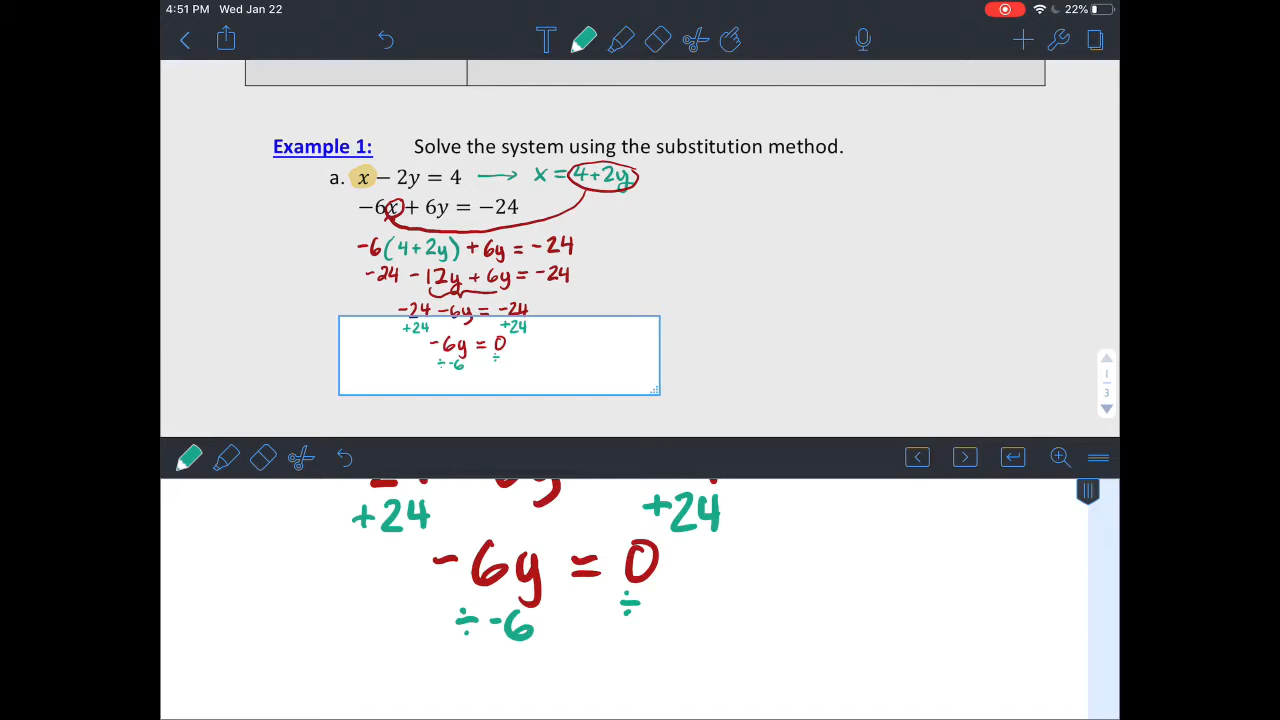 4:51 PM Wed Jan 22
22%
Example 1: Solve the system using the substitution method.
a. x − 2y = 4 → x = 4+2y
−6x + 6y = −24
-6(4+2y) +6y = -24
-24 -12y + 6y = -24
-24 -6y = -24
+24 +24
-6y = 0
÷-6 ÷
1
3
+24 +24
-6y = 0
÷-6 ÷